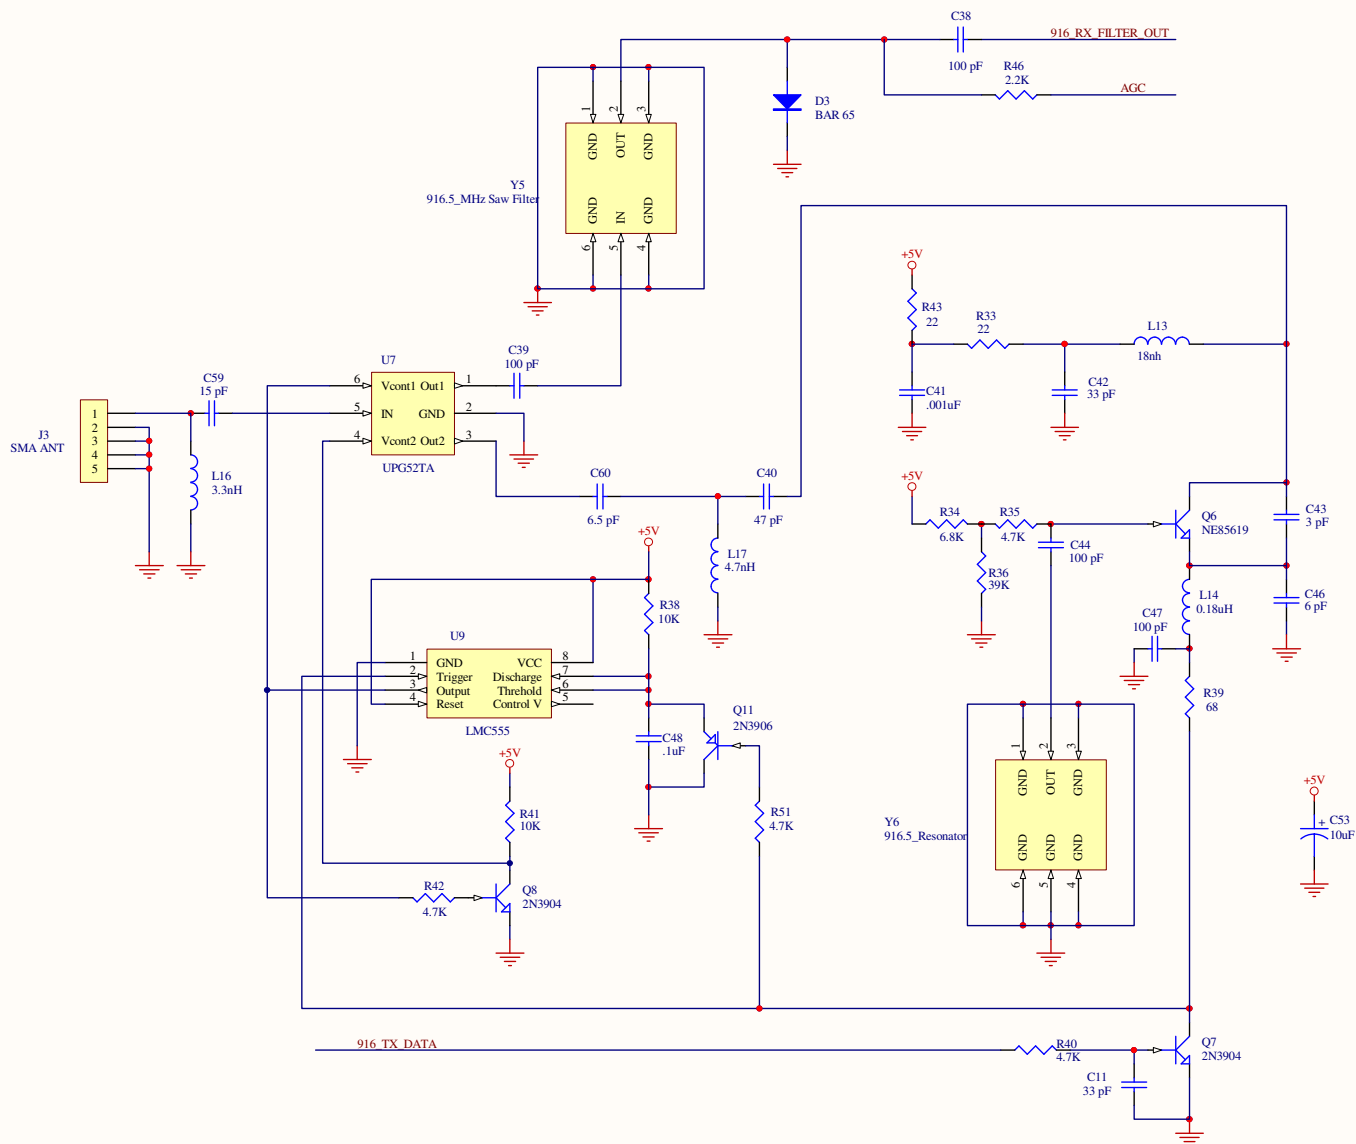 C38
916_RX_FILTER_OUT
100 pF
R46
2.2K
AGC
D3
BAR 65
1
2
3
GND
OUT
GND
Y5
916.5_MHz Saw Filter
GND
IN
GND
6
5
4
+5V
R43
22
R33
22
L13
18nh
C41
.001uF
C42
33 pF
U7
C39
100 pF
6
Vcont1 Out1
1
5
IN
GND
2
4
Vcont2 Out2
3
UPG52TA
C59
15 pF
J3
SMA ANT
1
2
3
4
5
L16
3.3nH
C60
6.5 pF
C40
47 pF
L17
4.7nH
+5V
R34
6.8K
R35
4.7K
R36
39K
C44
100 pF
Q6
NE85619
C43
3 pF
L14
0.18uH
C46
6 pF
C47
100 pF
R39
68
+5V
R38
10K
U9
1
GND
VCC
8
2
Trigger
Discharge
7
3
Output
Threhold
6
4
Reset
Control V
5
LMC555
C48
.1uF
Q11
2N3906
+5V
R41
10K
R51
4.7K
R42
4.7K
Q8
2N3904
1
2
3
GND
OUT
GND
Y6
916.5_Resonator
GND
GND
GND
6
5
4
+5V
+
C53
10uF
916_TX_DATA
R40
4.7K
Q7
2N3904
C11
33 pF